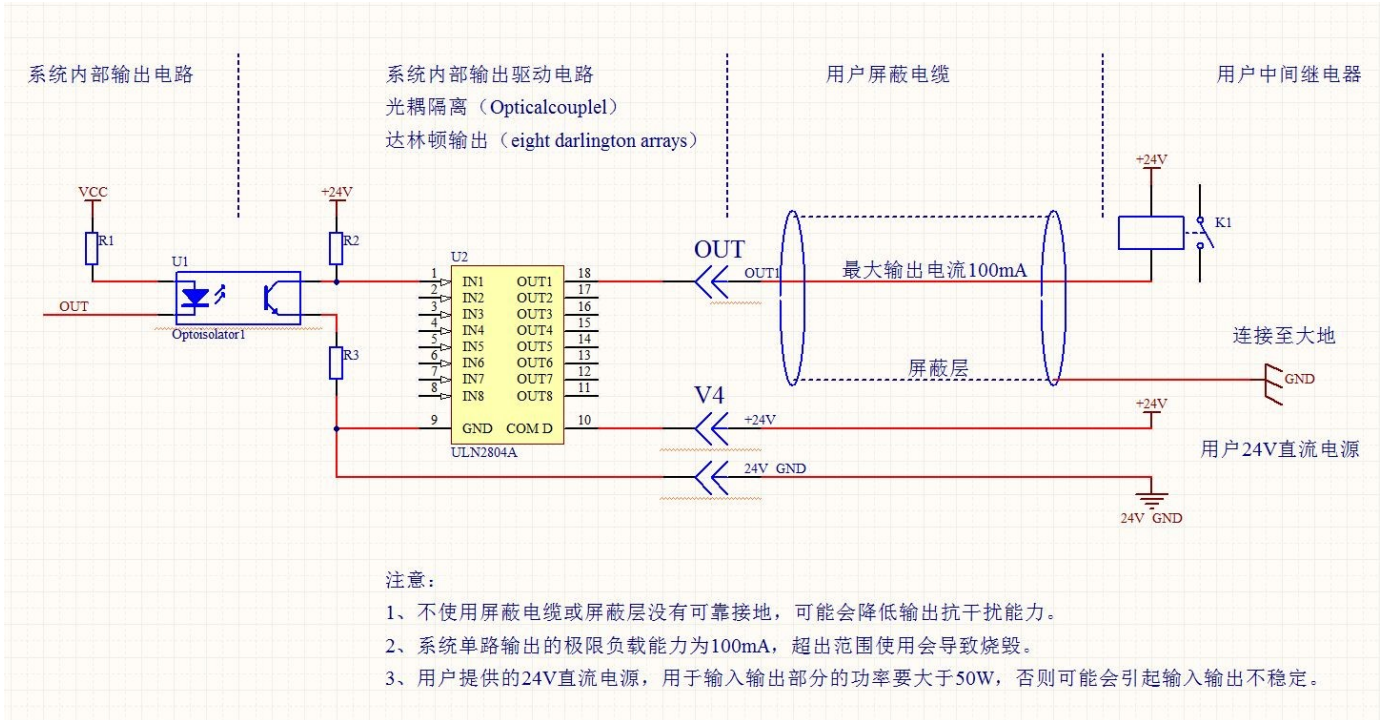 系统内部输出电路
系统内部输出驱动电路
用户屏蔽电缆
用户中间继电器
光耦隔离（Opticalcouplel）
达林顿输出（eight darlington arrays）
+24V
VCC
+24V
R1
R2
K1
U1
U2
OUT
1 IN1 OUT1 18
OUT1
最大输出电流100mA
2 IN2 OUT2 17
3 IN3 OUT3 16
OUT
4 IN4 OUT4 15
Optoisolator1
5 IN5 OUT5 14
连接至大地
R3
6 IN6 OUT6 13
屏蔽层
7 IN7 OUT7 12
GND
8 IN8 OUT8 11
V4
+24V
9 GND COM D 10
+24V
ULN2804A
用户24V直流电源
24V GND
24V GND
注意：
1、不使用屏蔽电缆或屏蔽层没有可靠接地，可能会降低输出抗干扰能力。
2、系统单路输出的极限负载能力为100mA，超出范围使用会导致烧毁。
3、用户提供的24V直流电源，用于输入输出部分的功率要大于50W，否则可能会引起输入输出不稳定。